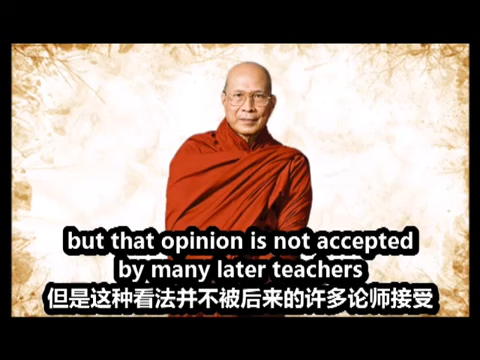 but that opinion is not accepted
by many later teachers
但是这种看法并不被后来的许多论师接受